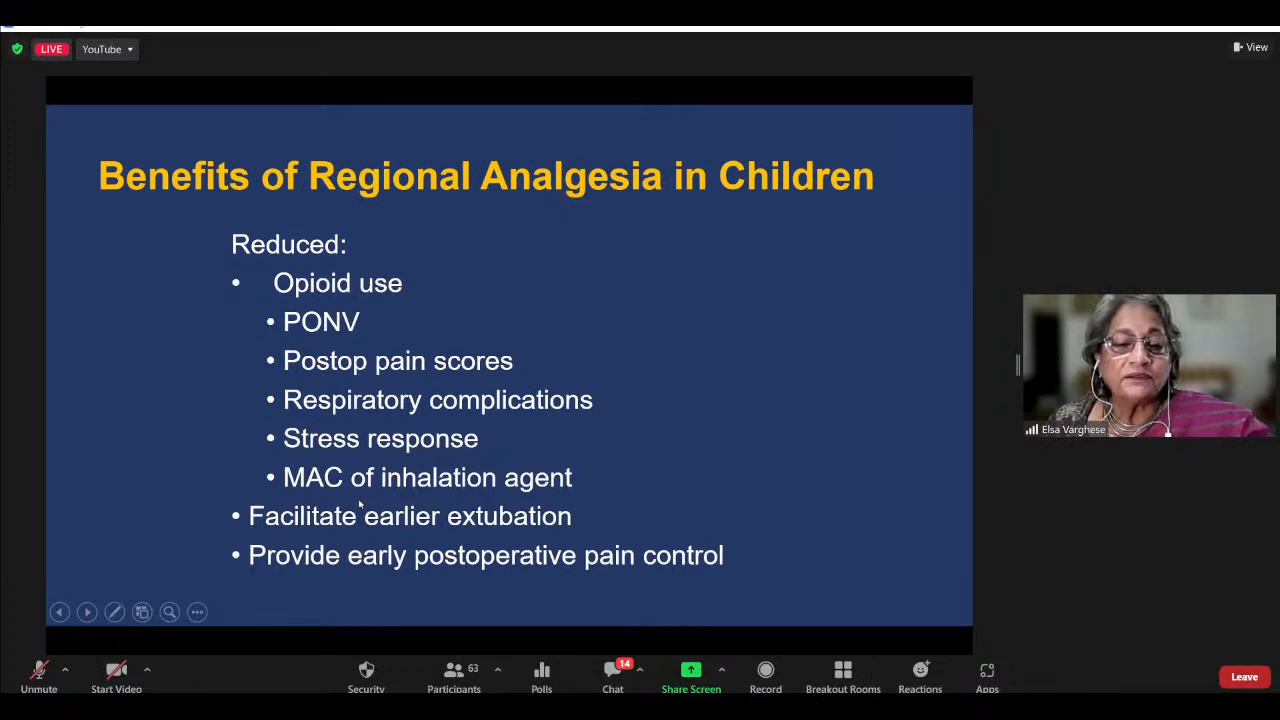 LIVE
YouTube
View
Benefits of Regional Analgesia in Children
Reduced:
• Opioid use
• PONV
• Postop pain scores
• Respiratory complications
• Stress response
• MAC of inhalation agent
• Facilitate earlier extubation
• Provide early postoperative pain control
Elsa Varghese
Unmute
Start Video
Security
63
Participants
Polls
14
Chat
Share Screen
Record
Breakout Rooms
Reactions
Apps
Leave